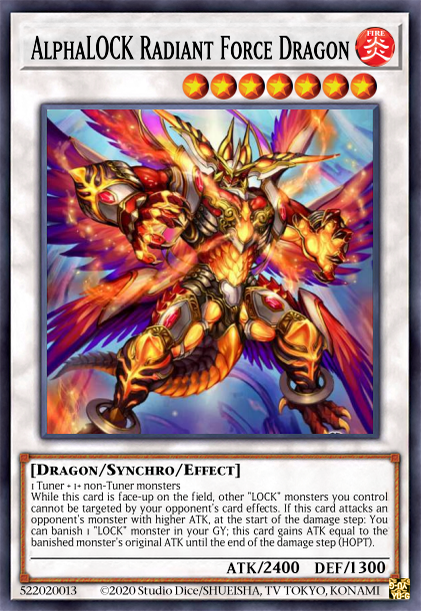 AlphaLOCK Radiant Force Dragon
FIRE
炎
[Dragon/Synchro/Effect]
1 Tuner + 1+ non-Tuner monsters
While this card is face-up on the field, other "LOCK" monsters you control
cannot be targeted by your opponent's card effects. If this card attacks an
opponent's monster with higher ATK, at the start of the damage step: You
can banish 1 "LOCK" monster in your GY; this card gains ATK equal to the
banished monster's original ATK until the end of the damage step (HOPT).
ATK/2400 DEF/1300
522020013 ©2020 Studio Dice/SHUEISHA, TV TOKYO, KONAMI